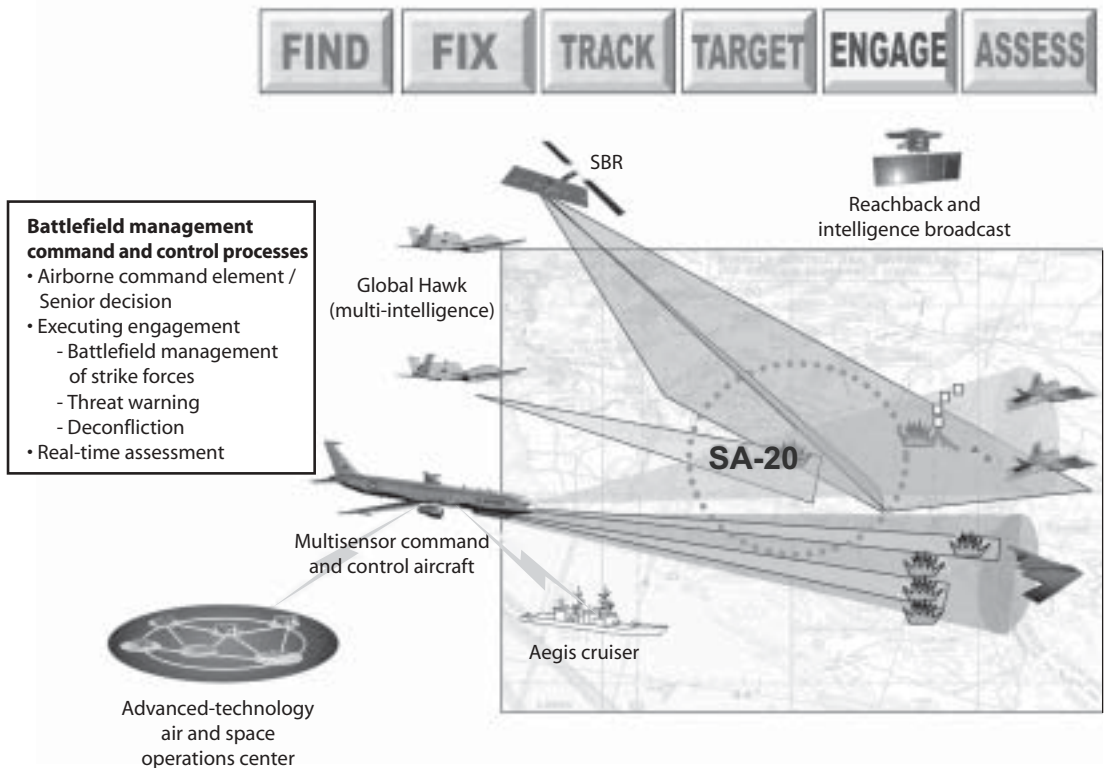 FIND FIX TRACK TARGET ENGAGE ASSESS
SBR
Reachback and
intelligence broadcast
Battlefield management
command and control processes
• Airborne command element /
Senior decision
• Executing engagement
- Battlefield management
of strike forces
- Threat warning
- Deconfliction
• Real-time assessment
Global Hawk
(multi-intelligence)
SA-20
Multisensor command
and control aircraft
Aegis cruiser
Advanced-technology
air and space
operations center